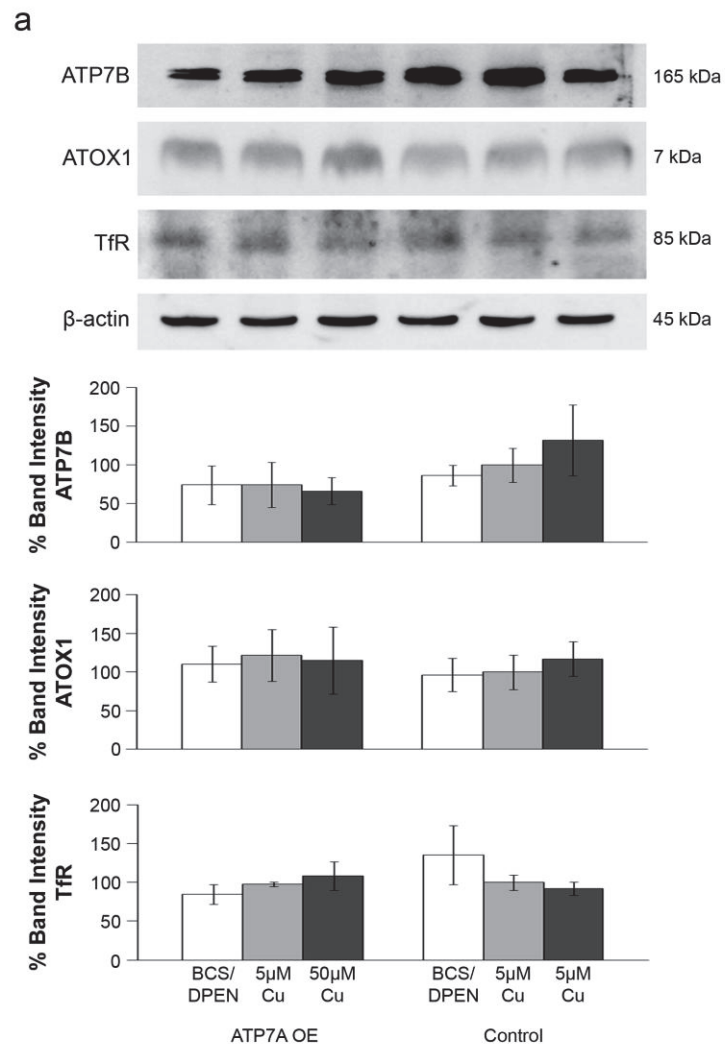 a
ATP7B
165 kDa
ATOX1
7 kDa
TfR
85 kDa
β-actin
45 kDa
% Band Intensity
ATP7B
200
150
100
50
0
% Band Intensity
ATOX1
200
150
100
50
0
% Band Intensity
TfR
200
150
100
50
0
BCS/ 5μM 50μM BCS/ 5μM 5μM
DPEN Cu Cu DPEN Cu Cu
ATP7A OE Control